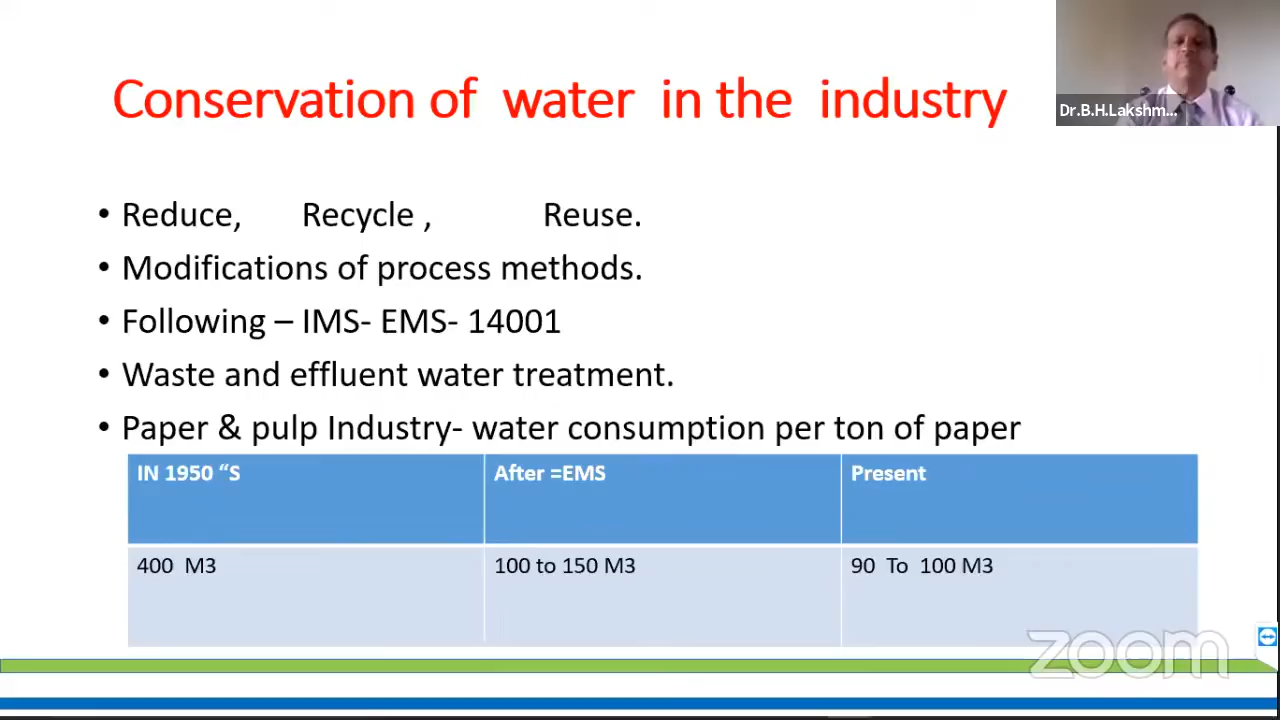 Conservation of water in the industry
Dr.B.H.Lakshm...
• Reduce, Recycle , Reuse.
• Modifications of process methods.
• Following – IMS- EMS- 14001
• Waste and effluent water treatment.
• Paper & pulp Industry- water consumption per ton of paper
IN 1950 “S After =EMS Present
400 M3 100 to 150 M3 90 To 100 M3
zoom